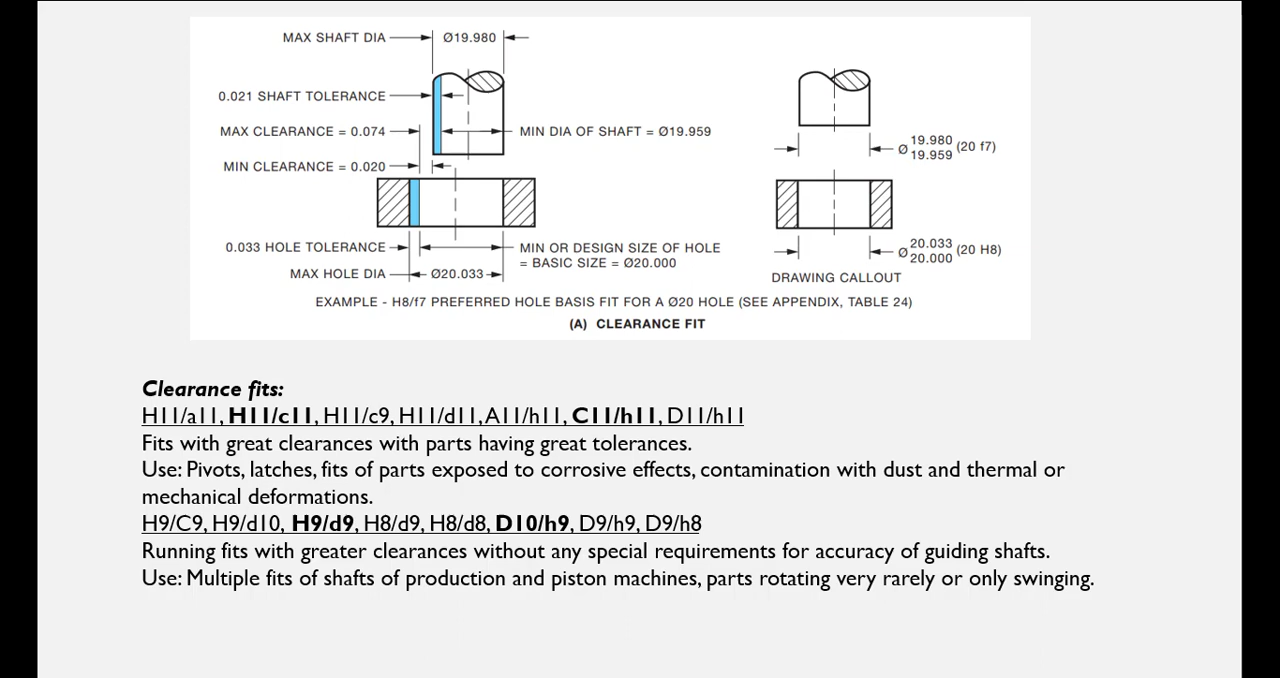 MAX SHAFT DIA Ø19.980
0.021 SHAFT TOLERANCE
MAX CLEARANCE = 0.074 MIN DIA OF SHAFT = Ø19.959
MIN CLEARANCE = 0.020
0.033 HOLE TOLERANCE MIN OR DESIGN SIZE OF HOLE
= BASIC SIZE = Ø20.000
MAX HOLE DIA Ø20.033
Ø 19.980
19.959 (20 f7)
Ø 20.033
20.000 (20 H8)
DRAWING CALLOUT
EXAMPLE - H8/f7 PREFERRED HOLE BASIS FIT FOR A Ø20 HOLE (SEE APPENDIX, TABLE 24)
(A) CLEARANCE FIT
Clearance fits:
H11/a11, H11/c11, H11/c9, H11/d11, A11/h11, C11/h11, D11/h11
Fits with great clearances with parts having great tolerances.
Use: Pivots, latches, fits of parts exposed to corrosive effects, contamination with dust and thermal or
mechanical deformations.
H9/C9, H9/d10, H9/d9, H8/d9, H8/d8, D10/h9, D9/h9, D9/h8
Running fits with greater clearances without any special requirements for accuracy of guiding shafts.
Use: Multiple fits of shafts of production and piston machines, parts rotating very rarely or only swinging.